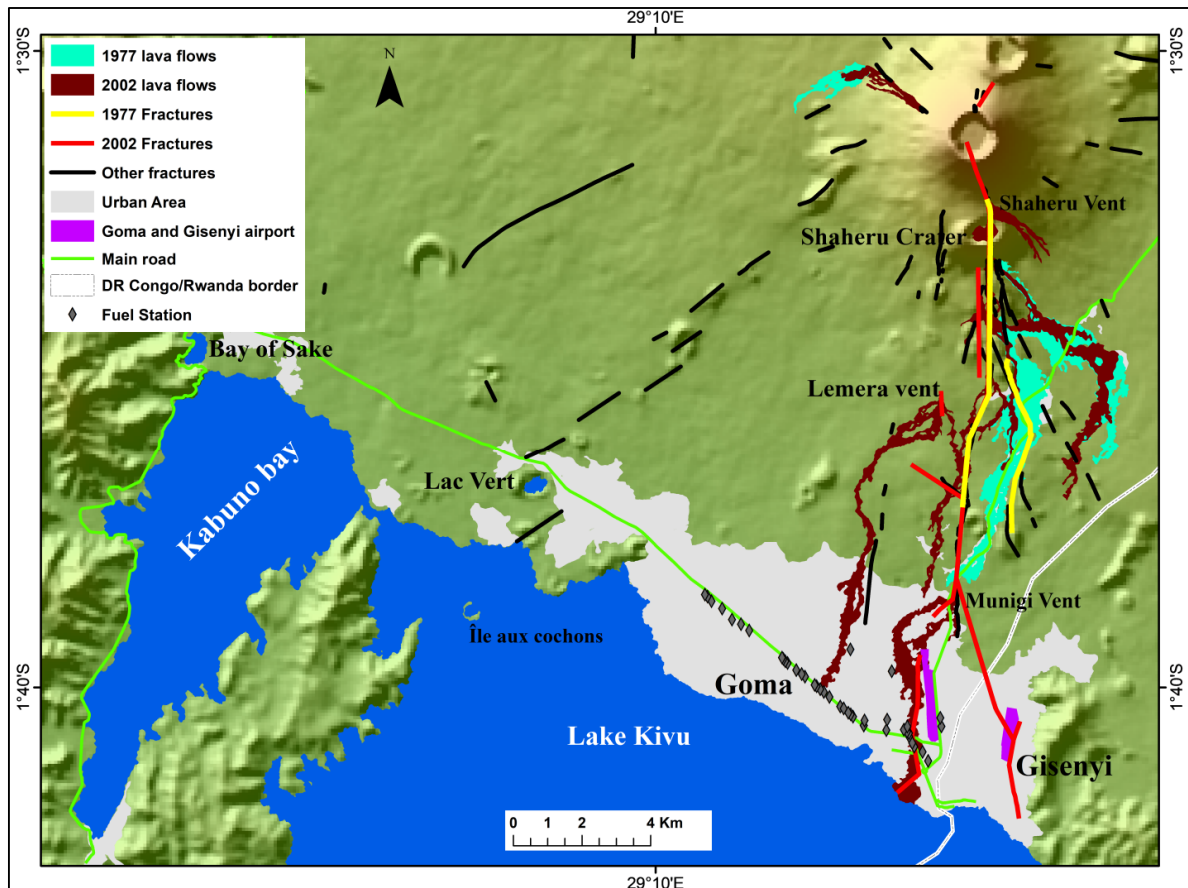 29°10'E
1°30'S
1°30'S
N
1977 lava flows
2002 lava flows
1977 Fractures
2002 Fractures
Other fractures
Urban Area
Goma and Gisenyi airport
Main road
DR Congo/Rwanda border
Fuel Station
Shaheru Vent
Shaheru Crater
Bay of Sake
Lemera vent
Lac Vert
Kabuno bay
Munigi Vent
Île aux cochons
1°40'S
1°40'S
Goma
Lake Kivu
Gisenyi
0 1 2 4 Km
29°10'E